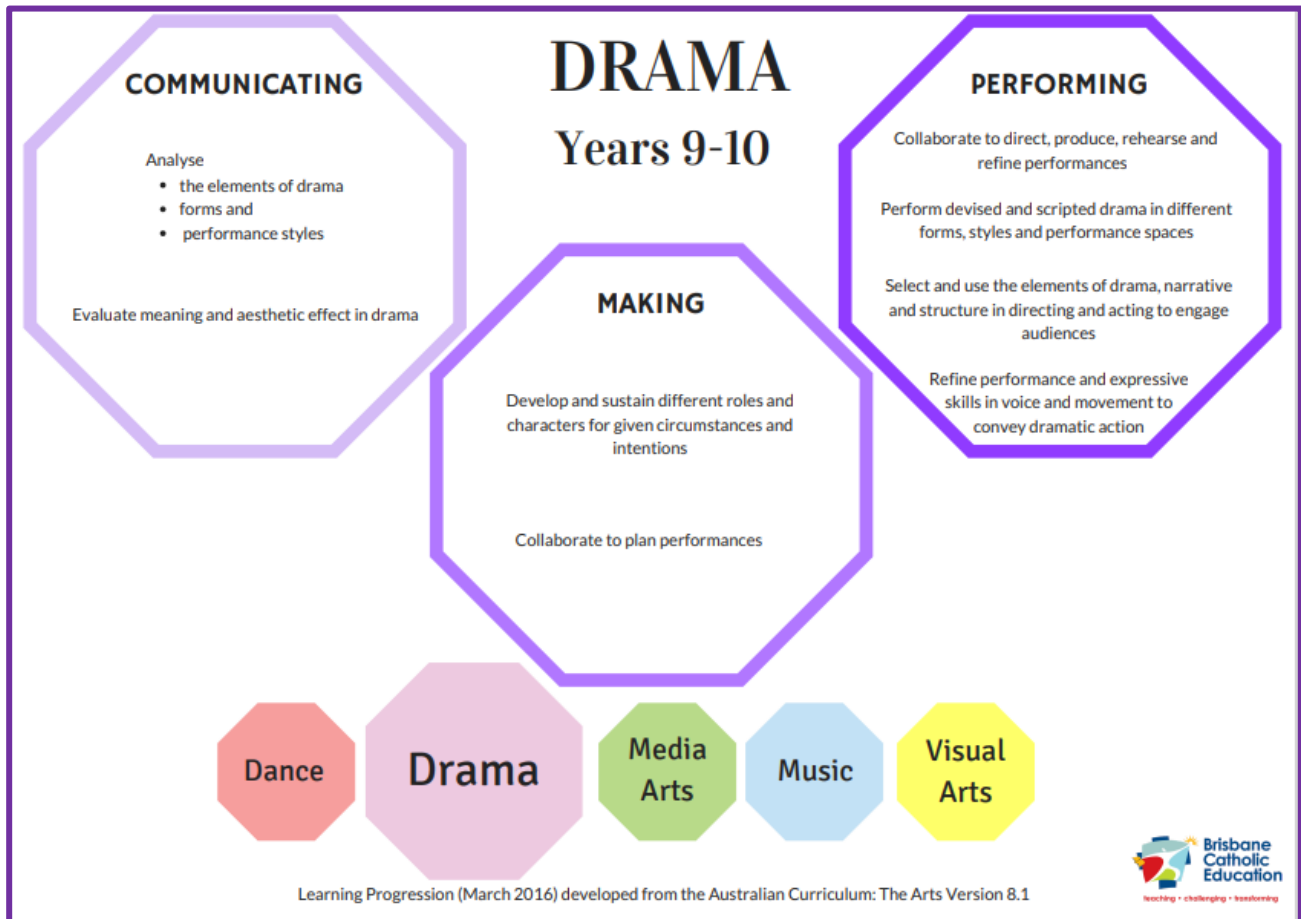 DRAMA
Years 9-10
COMMUNICATING
Analyse
• the elements of drama
• forms and
• performance styles
Evaluate meaning and aesthetic effect in drama
MAKING
Develop and sustain different roles and
characters for given circumstances and
intentions
Collaborate to plan performances
PERFORMING
Collaborate to direct, produce, rehearse and
refine performances
Perform devised and scripted drama in different
forms, styles and performance spaces
Select and use the elements of drama, narrative
and structure in directing and acting to engage
audiences
Refine performance and expressive
skills in voice and movement to
convey dramatic action
Dance
Drama
Media
Arts
Music
Visual
Arts
Brisbane
Catholic
Education
teaching • challenging • transforming
Learning Progression (March 2016) developed from the Australian Curriculum: The Arts Version 8.1